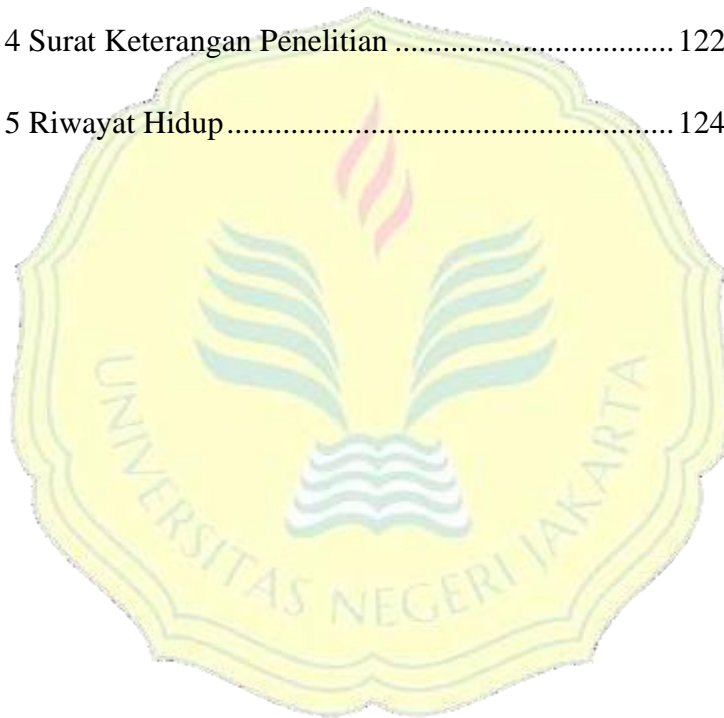 4 Surat Keterangan Penelitian .................................. 122
5 Riwayat Hidup ...................................................... 124
UNIVERSITAS NEGERI JAKARTA